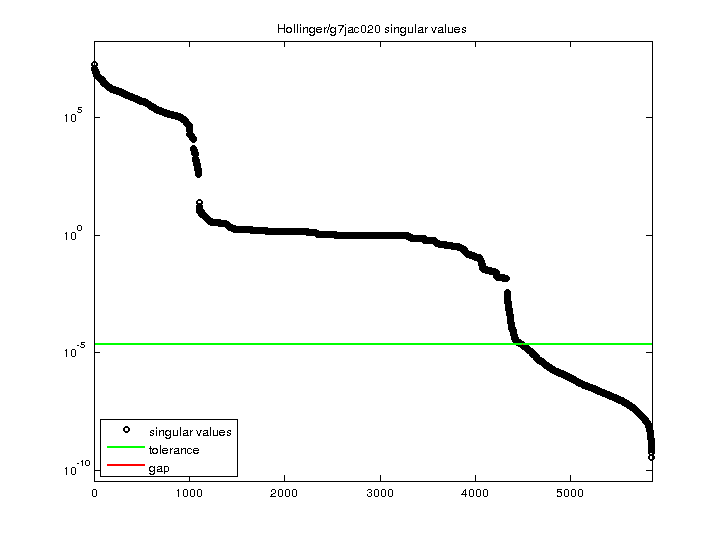 Hollinger/g7jac020 singular values
10^5
10^0
10^-5
10^-10
singular values
tolerance
gap
0 1000 2000 3000 4000 5000